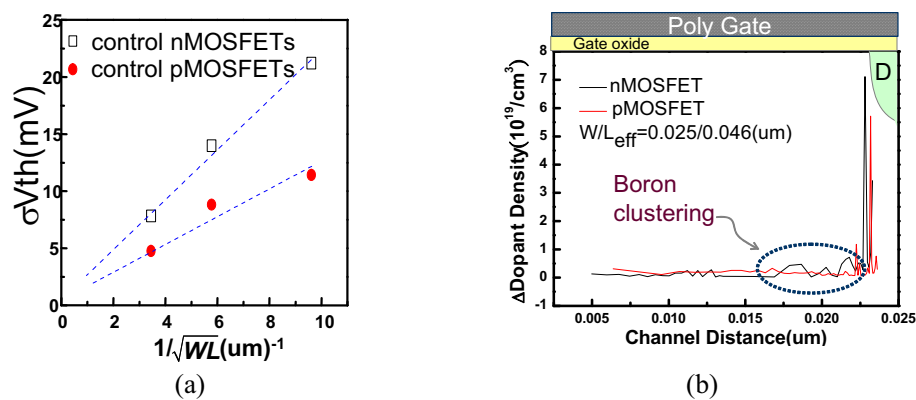 25
20
15
10
5
0
0
2
4
6
8
10
σVth(mV)
1/√WL(um)⁻¹
control nMOSFETs
control pMOSFETs
(a)
Poly Gate
Gate oxide
D
8
7
6
5
4
3
2
1
0
-1
0.005
0.010
0.015
0.020
0.025
ΔDopant Density(10¹⁹/cm³)
Channel Distance(um)
nMOSFET
pMOSFET
W/Leff=0.025/0.046(um)
Boron
clustering
(b)